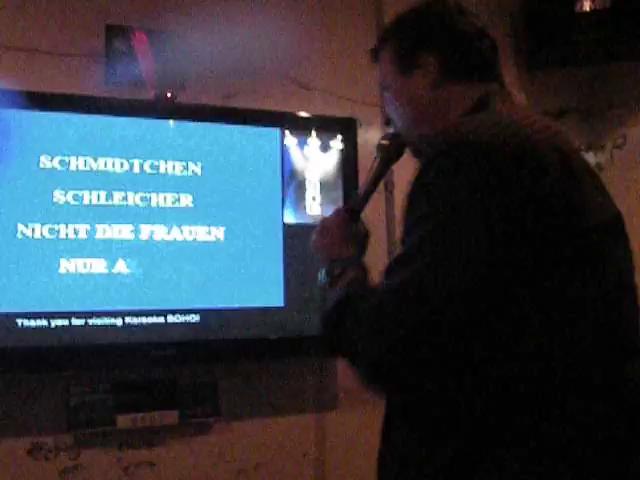 SCHMIDTCHEN
SCHLEICHER
NICHT DIE FRAUEN
NUR A
Thank you for visiting Karaoke SOHO!